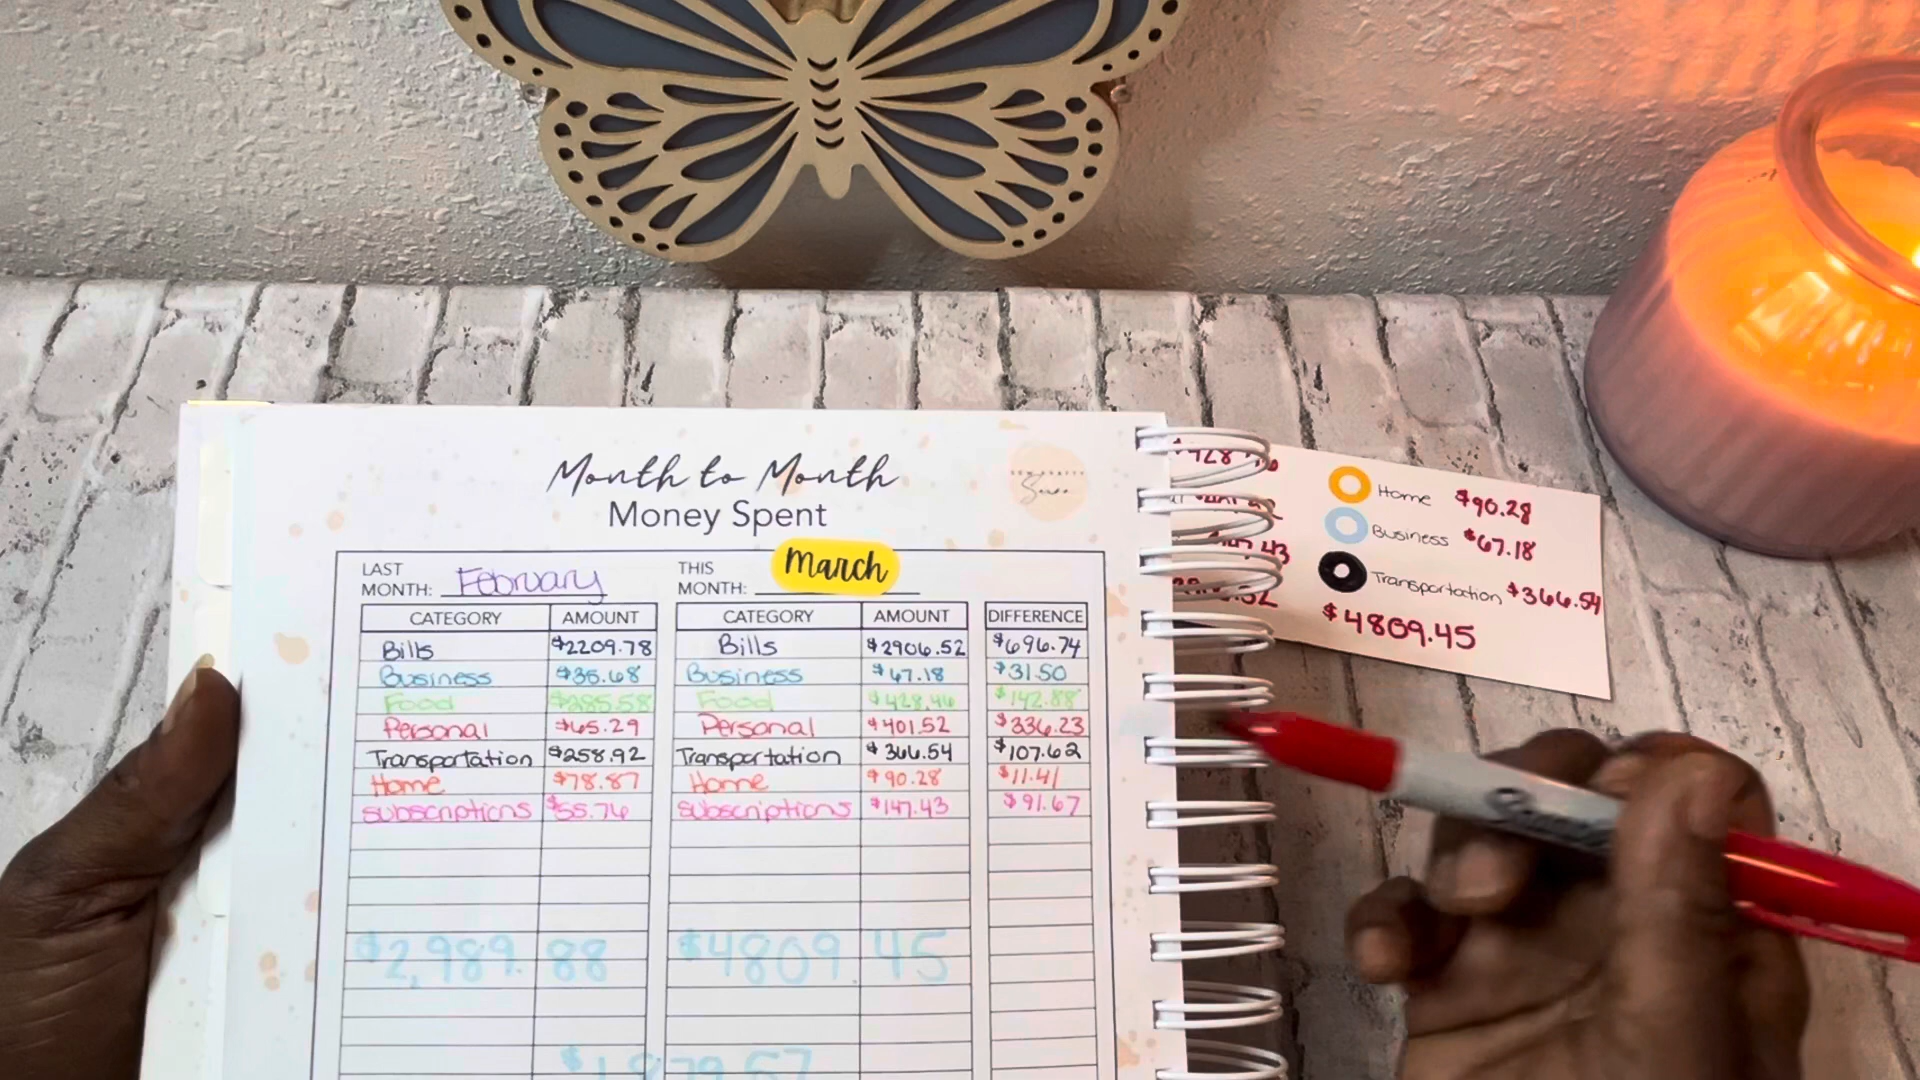 Month to Month
Money Spent
LAST MONTH: February THIS MONTH: March
CATEGORY AMOUNT CATEGORY AMOUNT DIFFERENCE
Bills $2209.78 Bills $2906.52 $696.74
Business $35.68 Business $67.18 $31.50
Food $285.58 Food $428.46 $142.88
Personal $65.29 Personal $401.52 $336.23
Transportation $258.92 Transportation $366.54 $107.62
Home $78.87 Home $90.28 $11.41
subscriptions $55.76 subscriptions $147.43 $91.67
$2,989.88 $4809.45
Home $90.28
Business $67.18
Transportation $366.54
$4809.45